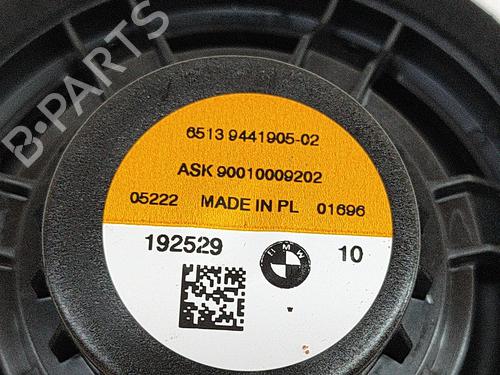 B-PARTS
6513 9441905-02
ASK 90010009202
05222 MADE IN PL 01696
192529 BMW 10